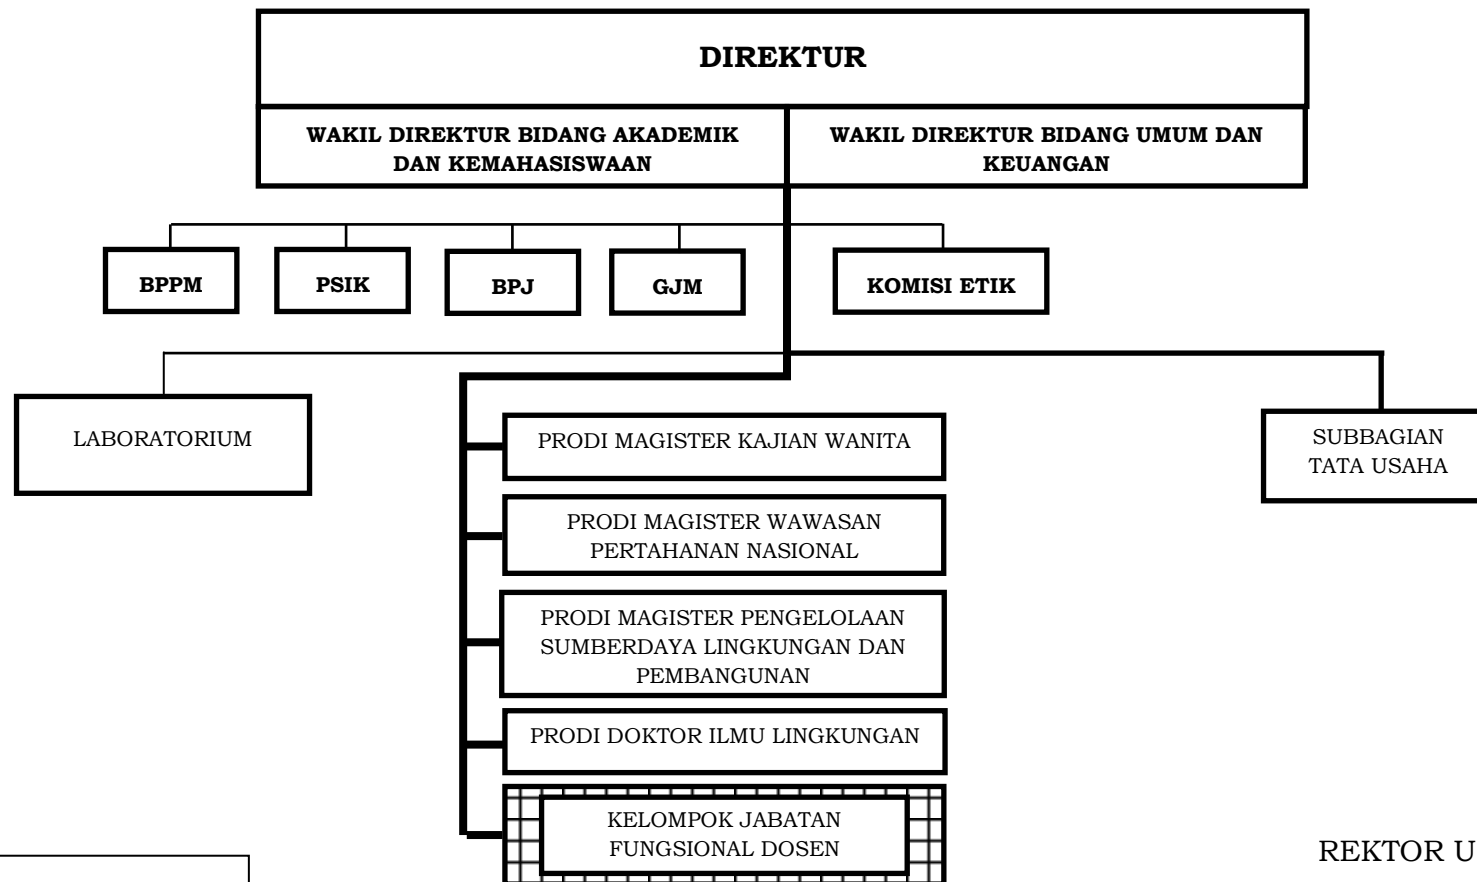 DIREKTUR
WAKIL DIREKTUR BIDANG AKADEMIK
DAN KEMAHASISWAAN
WAKIL DIREKTUR BIDANG UMUM DAN
KEUANGAN
BPPM
PSIK
BPJ
GJM
KOMISI ETIK
LABORATORIUM
PRODI MAGISTER KAJIAN WANITA
SUBBAGIAN
TATA USAHA
PRODI MAGISTER WAWASAN
PERTAHANAN NASIONAL
PRODI MAGISTER PENGELOLAAN
SUMBERDAYA LINGKUNGAN DAN
PEMBANGUNAN
PRODI DOKTOR ILMU LINGKUNGAN
KELOMPOK JABATAN
FUNGSIONAL DOSEN
REKTOR U